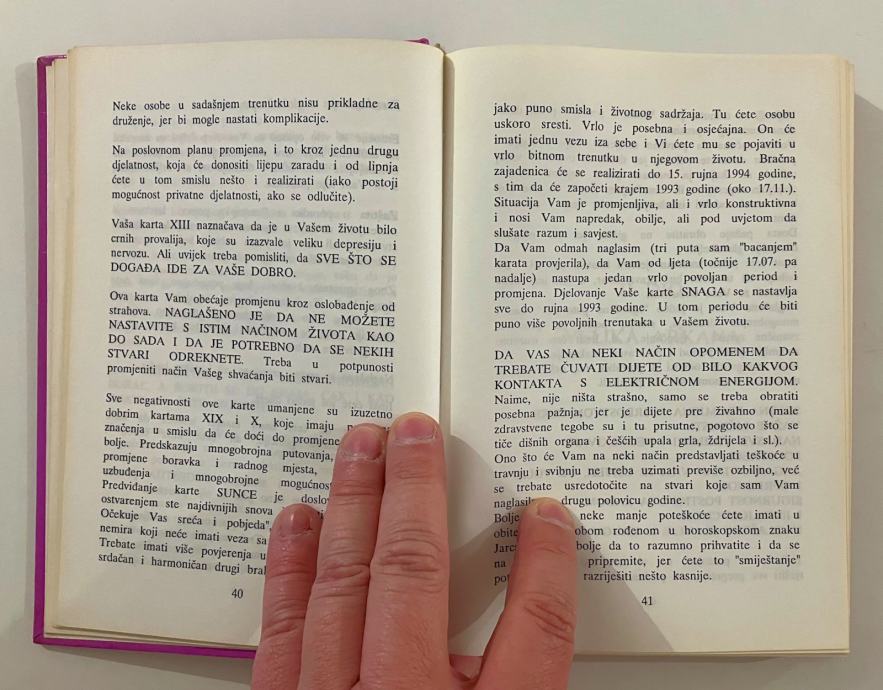 Neke osobe u sadašnjem trenutku nisu prikladne za
druženje, jer bi mogle nastati komplikacije.
Na poslovnom planu promjena, i to kroz jednu drugu
djelatnost, koja će donositi lijepu zaradu i od lipnja
ćete u tom smislu nešto i realizirati (iako postoji
mogućnost privatne djelatnosti, ako se odlučite).
Vaša karta XIII naznačava da je u Vašem životu bilo
crnih provalija, koje su izazvale veliku depresiju i
nervozu. Ali uvijek treba pomisliti, da SVE ŠTO SE
DOGAĐA IDE ZA VAŠE DOBRO.
Ova karta Vam obećaje promjenu kroz oslobađenje od
strahova. NAGLAŠENO JE DA NE MOŽETE
NASTAVITE S ISTIM NAČINOM ŽIVOTA KAO
DO SADA I DA JE POTREBNO DA SE NEKIH
STVARI ODREKNETE. Treba u potpunosti
promjeniti način Vašeg shvaćanja biti stvari.
Sve negativnosti ove karte umanjene su izuzetno
dobrim kartama XIX i X, koje imaju
značenja u smislu da će doći do promjene
bolje. Predskazuju mnogobrojna putovanja,
promjene boravka i radnog mjesta,
uzbuđenja i mnogobrojne
Predviđanje karte SUNCE je
ostvarenjem ste najdivnijih snova
Očekuje Vas sreća i pobjeda",
nemira koji neće imati veza sa
Trebate imati više povjerenja u
srdačan i harmoničan drugi
40
jako puno smisla i životnog sadržaja. Tu ćete osobu
uskoro sresti. Vrlo je posebna i osjećajna. On će
imati jednu vezu iza sebe i Vi ćete mu se pojaviti u
vrlo bitnom trenutku u njegovom životu. Bračna
zajadenica će se realizirati do 15. rujna 1994 godine,
s tim da će započeti krajem 1993 godine (oko 17.11.).
Situacija Vam je promjenljiva, ali i vrlo konstruktivna
i nosi Vam napredak, obilje, ali pod uvjetom da
slušate razum i savjest.
Da Vam odmah naglasim (tri puta sam "bacanjem"
karata provjerila), da Vam od ljeta (točnije 17.07. pa
nadalje) nastupa jedan vrlo povoljan period i
promjena. Djelovanje Vaše karte SNAGA se nastavlja
sve do rujna 1993 godine. U tom periodu će biti
puno više povoljnih trenutaka u Vašem životu.
DA VAS NA NEKI NAČIN OPOMENEM DA
TREBATE ČUVATI DIJETE OD BILO KAKVOG
KONTAKTA S ELEKTRIČNOM ENERGIJOM.
Naime, nije ništa strašno, samo se treba obratiti
posebna pažnja, jer je dijete pre živahno (male
zdravstvene tegobe su i tu prisutne, pogotovo što se
tiče dišnih organa i češćih upala grla, ždrijela i sl.).
Ono što će Vam na neki način predstavljati teškoće u
travnju i svibnju ne treba uzimati previše ozbiljno, već
se trebate usredotočite na stvari koje sam Vam
drugu polovicu godine.
Bolje neke manje poteškoće ćete imati u
rođenom u horoskopskom znaku
bolje da to razumno prihvatite i da se
na pripremite, jer ćete to "smiještanje"
razriješiti nešto kasnije.
41